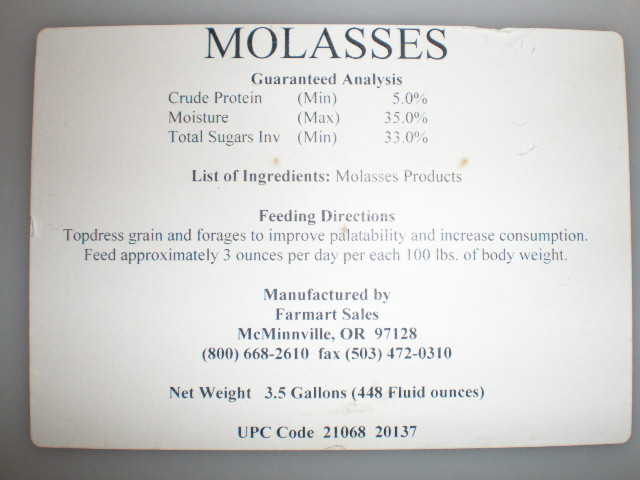 MOLASSES
Guaranteed Analysis
Crude Protein (Min) 5.0%
Moisture (Max) 35.0%
Total Sugars Inv (Min) 33.0%
List of Ingredients: Molasses Products
Feeding Directions
Topdress grain and forages to improve palatability and increase consumption.
Feed approximately 3 ounces per day per each 100 lbs. of body weight.
Manufactured by
Farmart Sales
McMinnville, OR 97128
(800) 668-2610 fax (503) 472-0310
Net Weight 3.5 Gallons (448 Fluid ounces)
UPC Code 21068 20137